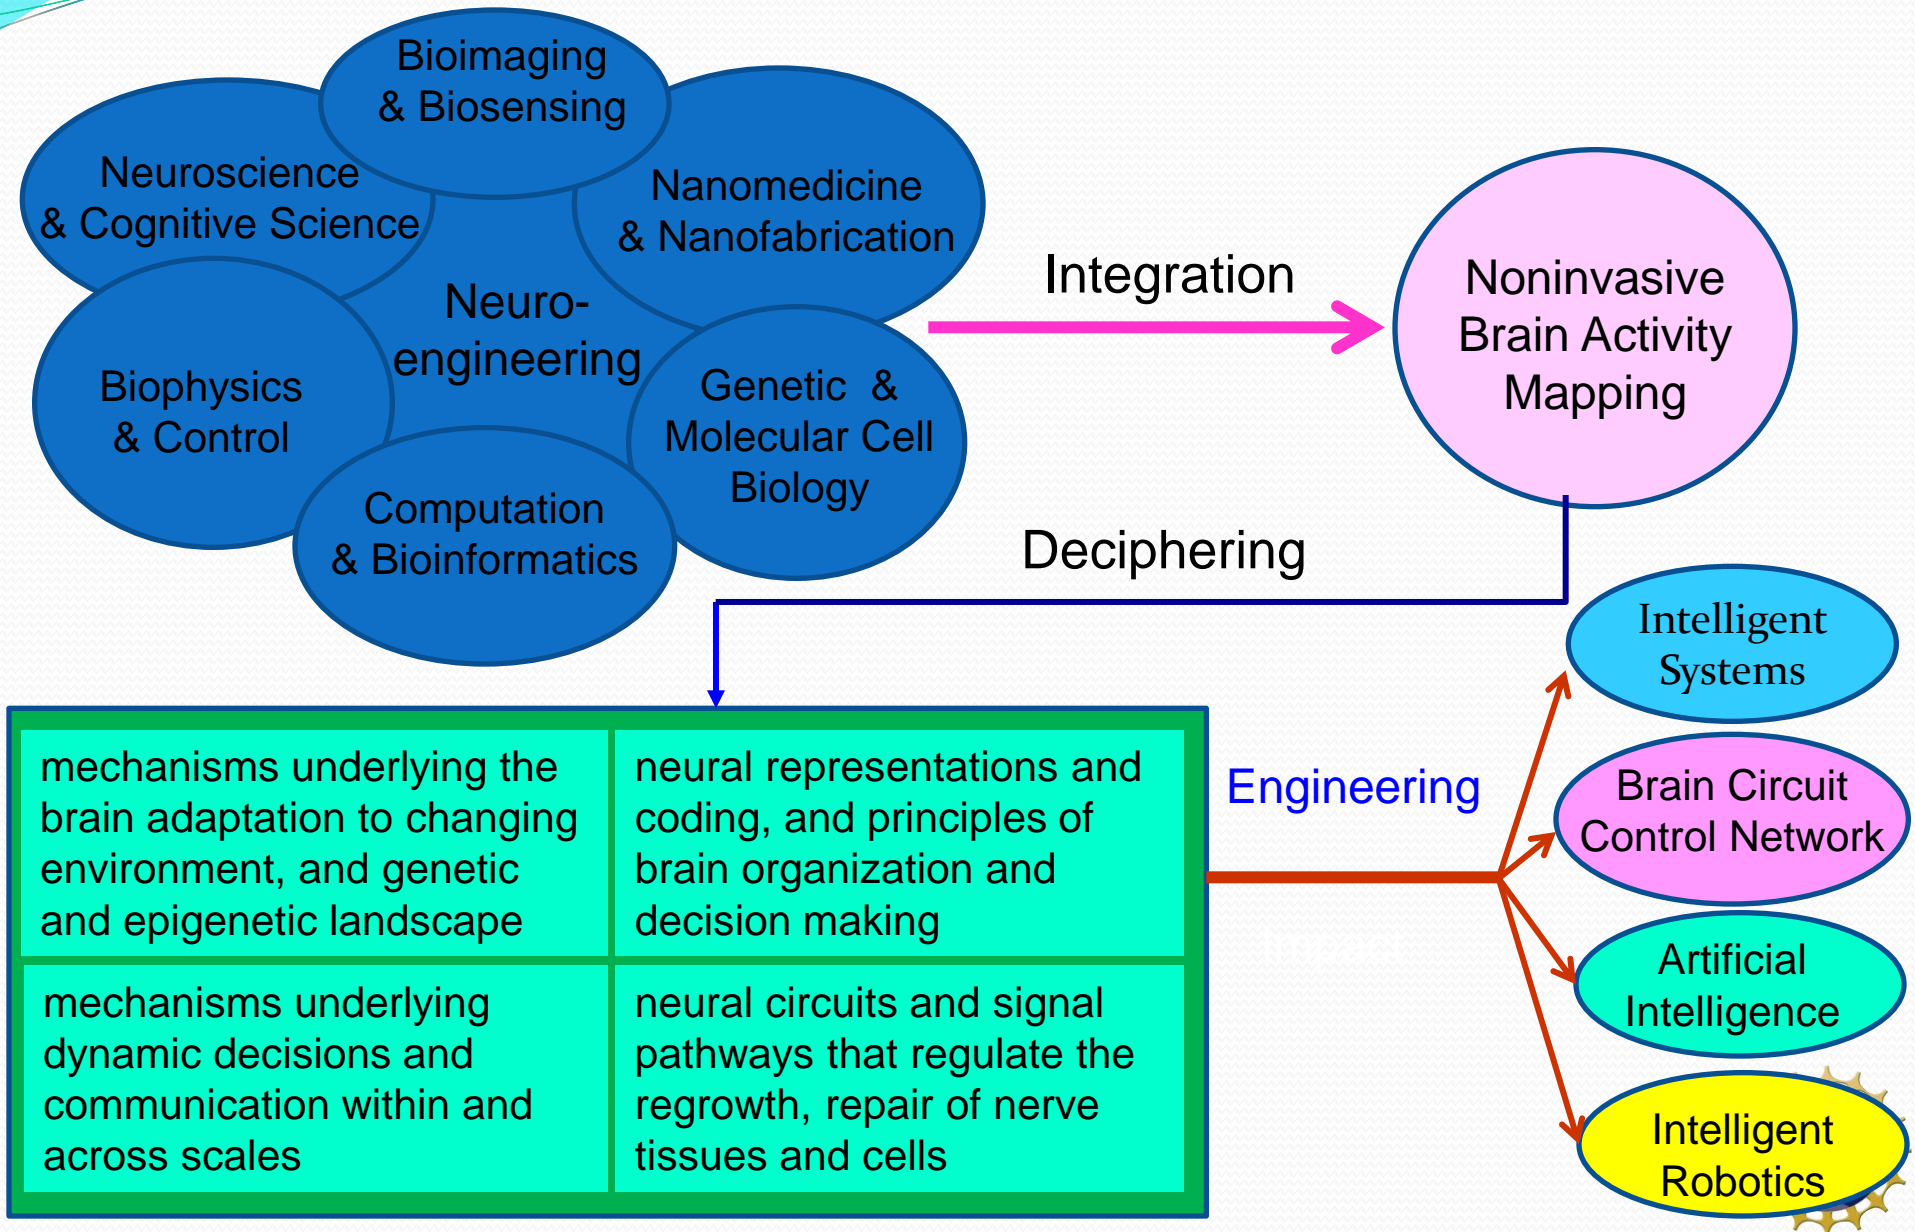 Bioimaging
& Biosensing
Neuroscience
& Cognitive Science
Nanomedicine
& Nanofabrication
Neuro-
engineering
Biophysics
& Control
Genetic &
Molecular Cell
Biology
Computation
& Bioinformatics
Integration
Noninvasive
Brain Activity
Mapping
Deciphering
mechanisms underlying the
brain adaptation to changing
environment, and genetic
and epigenetic landscape
neural representations and
coding, and principles of
brain organization and
decision making
mechanisms underlying
dynamic decisions and
communication within and
across scales
neural circuits and signal
pathways that regulate the
regrowth, repair of nerve
tissues and cells
Engineering
Intelligent
Systems
Brain Circuit
Control Network
Artificial
Intelligence
Intelligent
Robotics